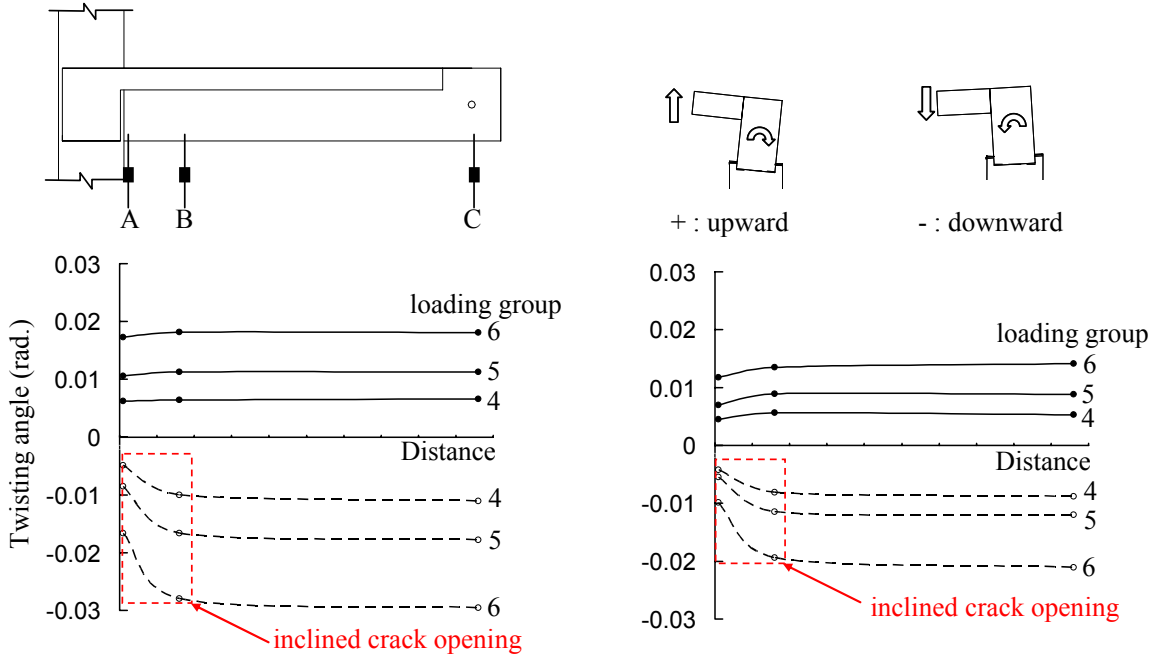 A B C
+ : upward
- : downward
Twisting angle (rad.)
0.03
0.02
0.01
0
-0.01
-0.02
-0.03
loading group
6
5
4
Distance
4
5
6
inclined crack opening
0.03
0.02
0.01
0
-0.01
-0.02
-0.03
loading group
6
5
4
Distance
4
5
6
inclined crack opening